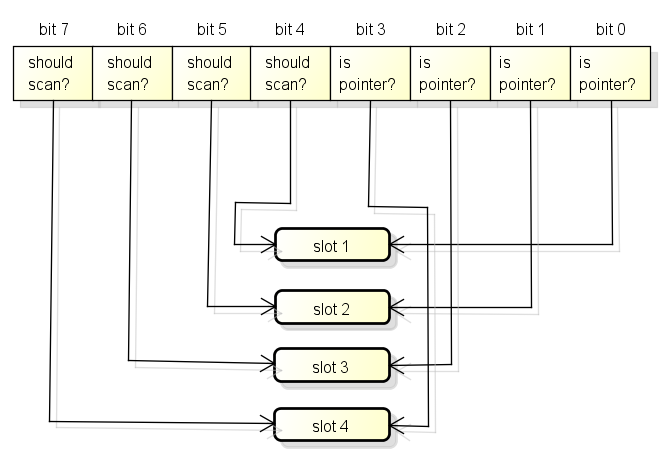 bit 7 bit 6 bit 5 bit 4 bit 3 bit 2 bit 1 bit 0
should should should should is is is is
scan? scan? scan? scan? pointer? pointer? pointer? pointer?
slot 1
slot 2
slot 3
slot 4